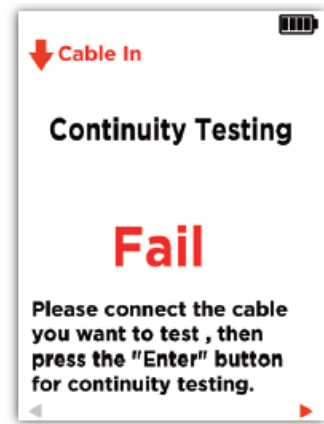 Cable In
Continuity Testing
Fail
Please connect the cable
you want to test , then
press the "Enter" button
for continuity testing.